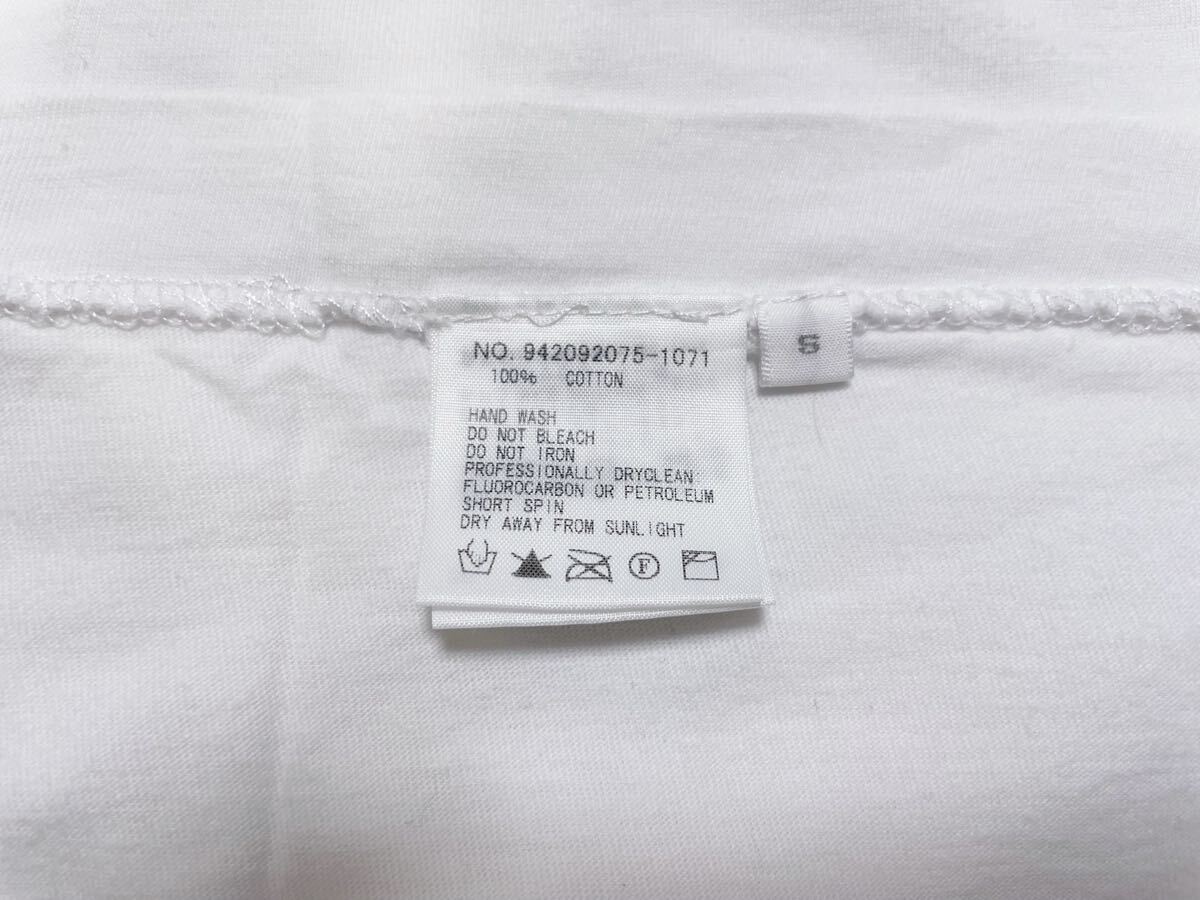 NO. 942092075-1071
100% COTTON
HAND WASH
DO NOT BLEACH
DO NOT IRON
PROFESSIONALLY DRYCLEAN
FLUOROCARBON OR PETROLEUM
SHORT SPIN
DRY AWAY FROM SUNLIGHT
F
S